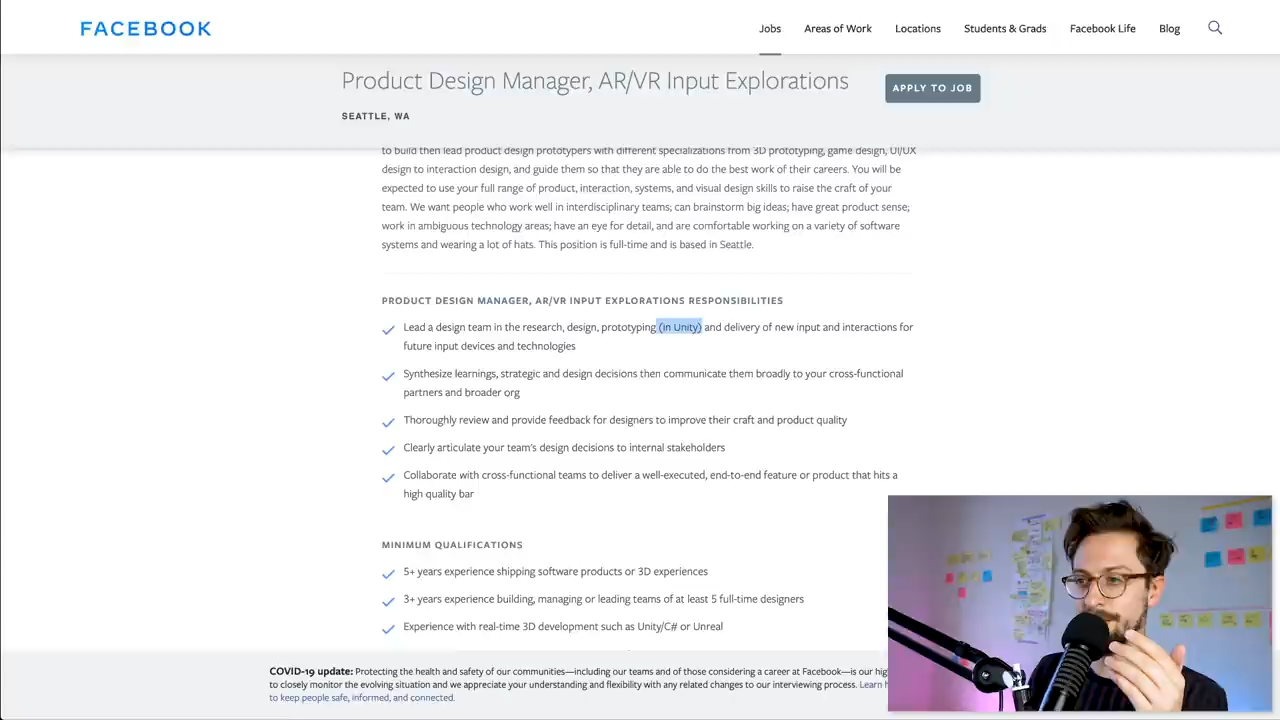 FACEBOOK
Jobs Areas of Work Locations Students & Grads Facebook Life Blog
Product Design Manager, AR/VR Input Explorations
APPLY TO JOB
SEATTLE, WA
to build then lead product design prototypers with different specializations from 3D prototyping, game design, UI/UX
design to interaction design, and guide them so that they are able to do the best work of their careers. You will be
expected to use your full range of product, interaction, systems, and visual design skills to raise the craft of your
team. We want people who work well in interdisciplinary teams; can brainstorm big ideas; have great product sense;
work in ambiguous technology areas; have an eye for detail, and are comfortable working on a variety of software
systems and wearing a lot of hats. This position is full-time and is based in Seattle.
PRODUCT DESIGN MANAGER, AR/VR INPUT EXPLORATIONS RESPONSIBILITIES
Lead a design team in the research, design, prototyping (in Unity) and delivery of new input and interactions for
future input devices and technologies
Synthesize learnings, strategic and design decisions then communicate them broadly to your cross-functional
partners and broader org
Thoroughly review and provide feedback for designers to improve their craft and product quality
Clearly articulate your team's design decisions to internal stakeholders
Collaborate with cross-functional teams to deliver a well-executed, end-to-end feature or product that hits a
high quality bar
MINIMUM QUALIFICATIONS
5+ years experience shipping software products or 3D experiences
3+ years experience building, managing or leading teams of at least 5 full-time designers
Experience with real-time 3D development such as Unity/C# or Unreal
COVID-19 update: Protecting the health and safety of our communities—including our teams and of those considering a career at Facebook—is our
to closely monitor the evolving situation and we appreciate your understanding and flexibility with any related changes to our interviewing process. Learn
to keep people safe, informed, and connected.